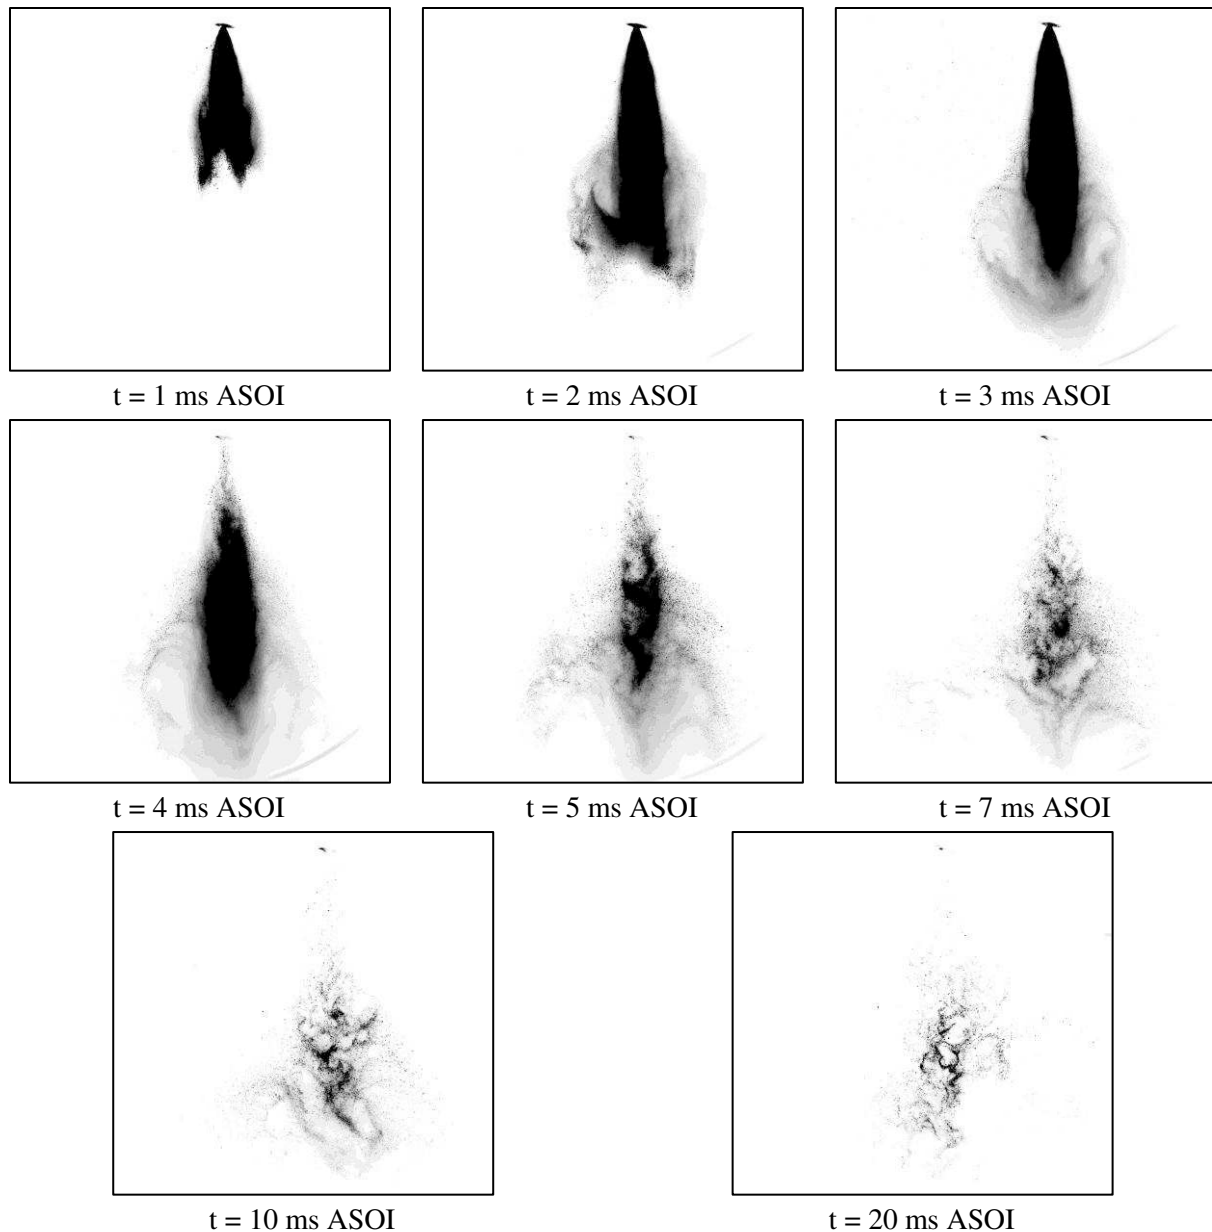 t = 1 ms ASOI
t = 2 ms ASOI
t = 3 ms ASOI
t = 4 ms ASOI
t = 5 ms ASOI
t = 7 ms ASOI
t = 10 ms ASOI
t = 20 ms ASOI